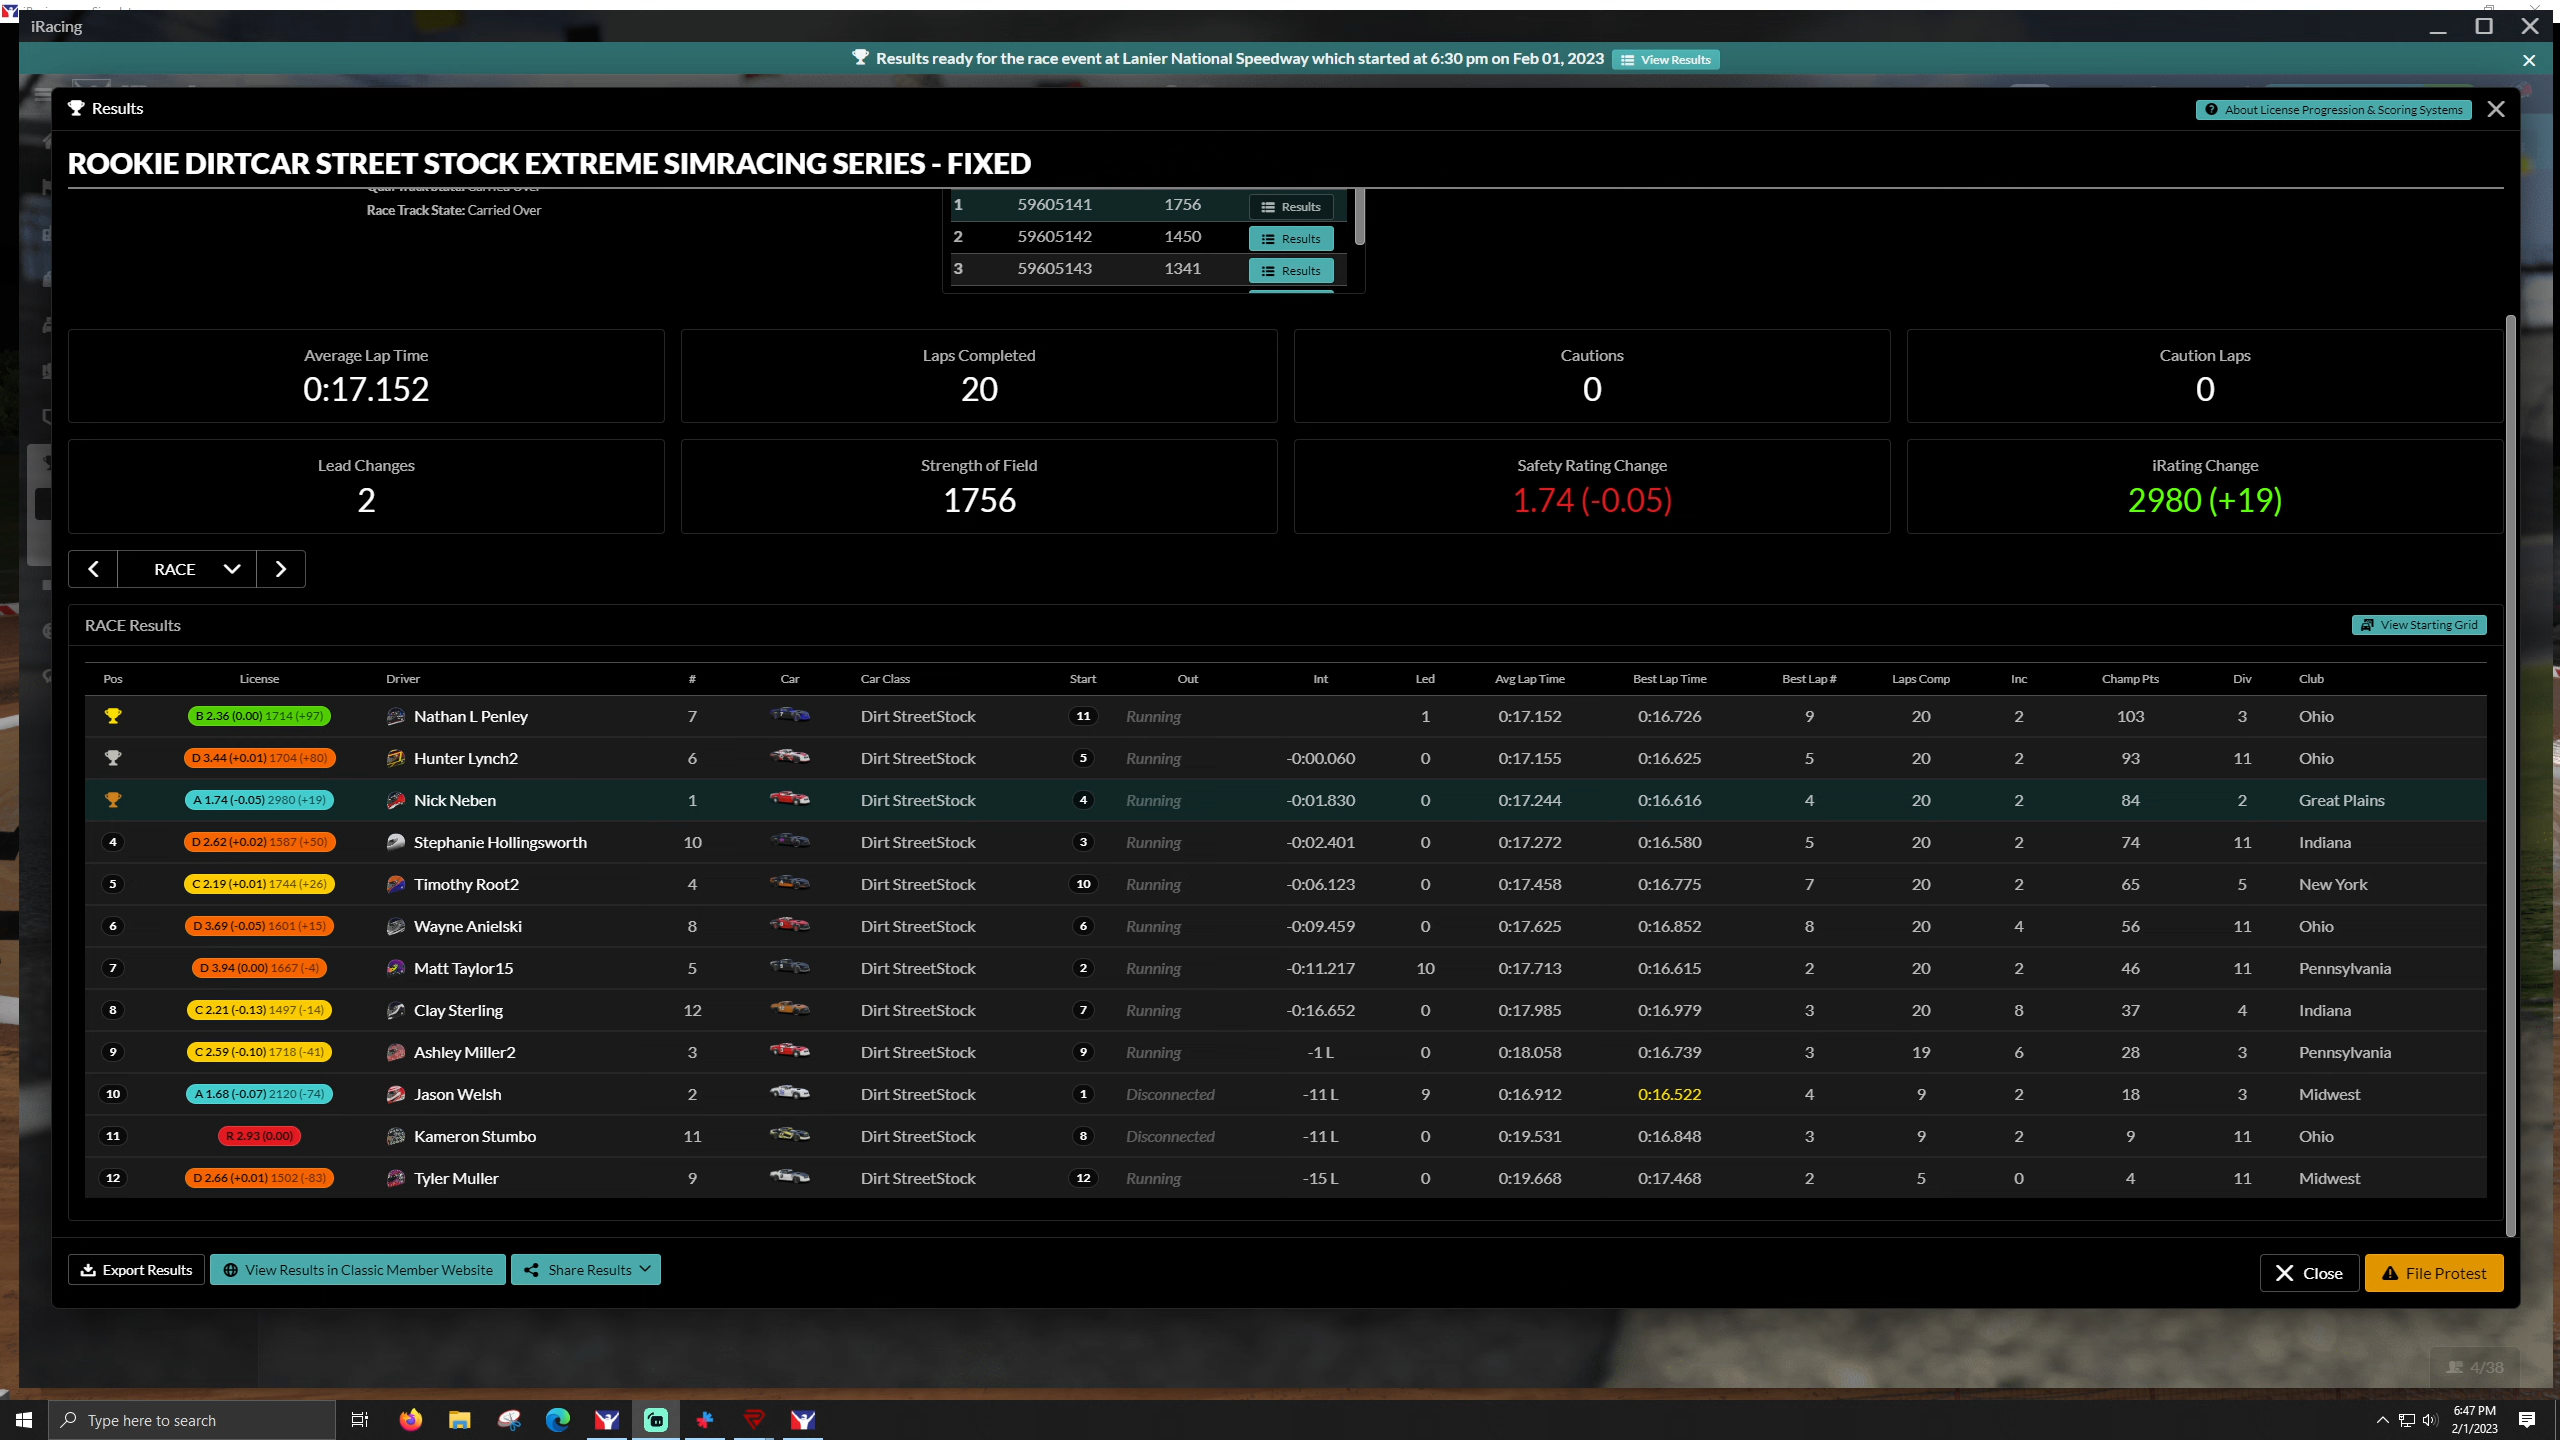 iRacing
Results ready for the race event at Lanier National Speedway which started at 6:30 pm on Feb 01, 2023 View Results
Results About License Progression & Scoring Systems
ROOKIE DIRTCAR STREET STOCK EXTREME SIMRACING SERIES - FIXED
Race Track State: Carried Over
1 59605141 1756 Results
2 59605142 1450 Results
3 59605143 1341 Results
Average Lap Time Laps Completed Cautions Caution Laps
0:17.152 20 0 0
Lead Changes Strength of Field Safety Rating Change iRating Change
2 1756 1.74 (-0.05) 2980 (+19)
RACE
RACE Results View Starting Grid
Pos License Driver # Car Car Class Start Out Int Led Avg Lap Time Best Lap Time Best Lap # Laps Comp Inc Champ Pts Div Club
B 2.36 (0.00) 1714 (+97) Nathan L Penley 7 Dirt StreetStock 11 Running 1 0:17.152 0:16.726 9 20 2 103 3 Ohio
D 3.44 (+0.01) 1704 (+80) Hunter Lynch2 6 Dirt StreetStock 5 Running -0:00.060 0 0:17.155 0:16.625 5 20 2 93 11 Ohio
A 1.74 (-0.05) 2980 (+19) Nick Neben 1 Dirt StreetStock 4 Running -0:01.830 0 0:17.244 0:16.616 4 20 2 84 2 Great Plains
4 D 2.62 (+0.02) 1587 (+50) Stephanie Hollingsworth 10 Dirt StreetStock 3 Running -0:02.401 0 0:17.272 0:16.580 5 20 2 74 11 Indiana
5 C 2.19 (+0.01) 1744 (+26) Timothy Root2 4 Dirt StreetStock 10 Running -0:06.123 0 0:17.458 0:16.775 7 20 2 65 5 New York
6 D 3.69 (-0.05) 1601 (+15) Wayne Anielski 8 Dirt StreetStock 6 Running -0:09.459 0 0:17.625 0:16.852 8 20 4 56 11 Ohio
7 D 3.94 (0.00) 1667 (-4) Matt Taylor15 5 Dirt StreetStock 2 Running -0:11.217 10 0:17.713 0:16.615 2 20 2 46 11 Pennsylvania
8 C 2.21 (-0.13) 1497 (-14) Clay Sterling 12 Dirt StreetStock 7 Running -0:16.652 0 0:17.985 0:16.979 3 20 8 37 4 Indiana
9 C 2.59 (-0.10) 1718 (-41) Ashley Miller2 3 Dirt StreetStock 9 Running -1 L 0 0:18.058 0:16.739 3 19 6 28 3 Pennsylvania
10 A 1.68 (-0.07) 2120 (-74) Jason Welsh 2 Dirt StreetStock 1 Disconnected -11 L 9 0:16.912 0:16.522 4 9 2 18 3 Midwest
11 R 2.93 (0.00) Kameron Stumbo 11 Dirt StreetStock 8 Disconnected -11 L 0 0:19.531 0:16.848 3 9 2 9 11 Ohio
12 D 2.66 (+0.01) 1502 (-83) Tyler Muller 9 Dirt StreetStock 12 Running -15 L 0 0:19.668 0:17.468 2 5 0 4 11 Midwest
Export Results View Results in Classic Member Website Share Results Close File Protest
4/38
Type here to search
6:47 PM
2/1/2023